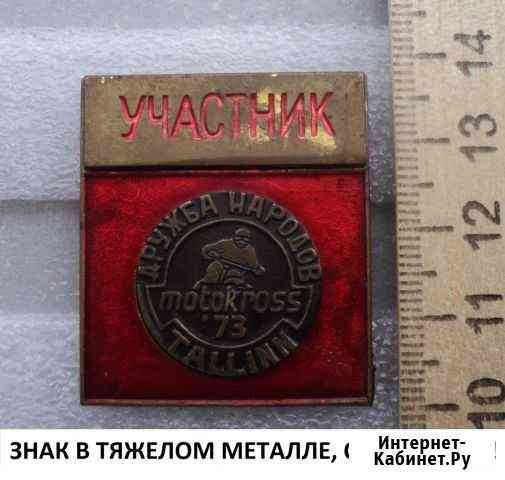 УЧАСТНИК
ДРУЖБА НАРОДОВ
motokross
'73
TALLINN
14
13
12
11
10
ЗНАК В ТЯЖЕЛОМ МЕТАЛЛЕ,
Интернет-
Кабинет.Ру